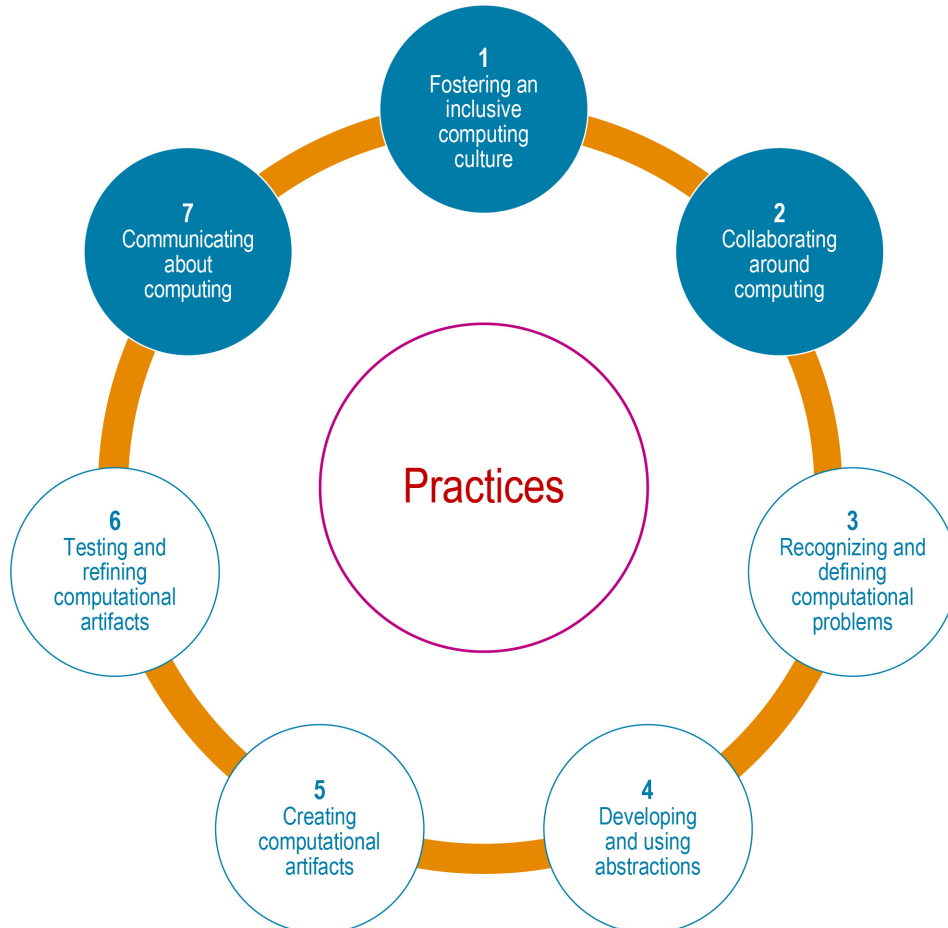 1
Fostering an
inclusive
computing
culture
2
Collaborating
around
computing
3
Recognizing and
defining
computational
problems
4
Developing
and using
abstractions
5
Creating
computational
artifacts
6
Testing and
refining
computational
artifacts
7
Communicating
about
computing
Practices